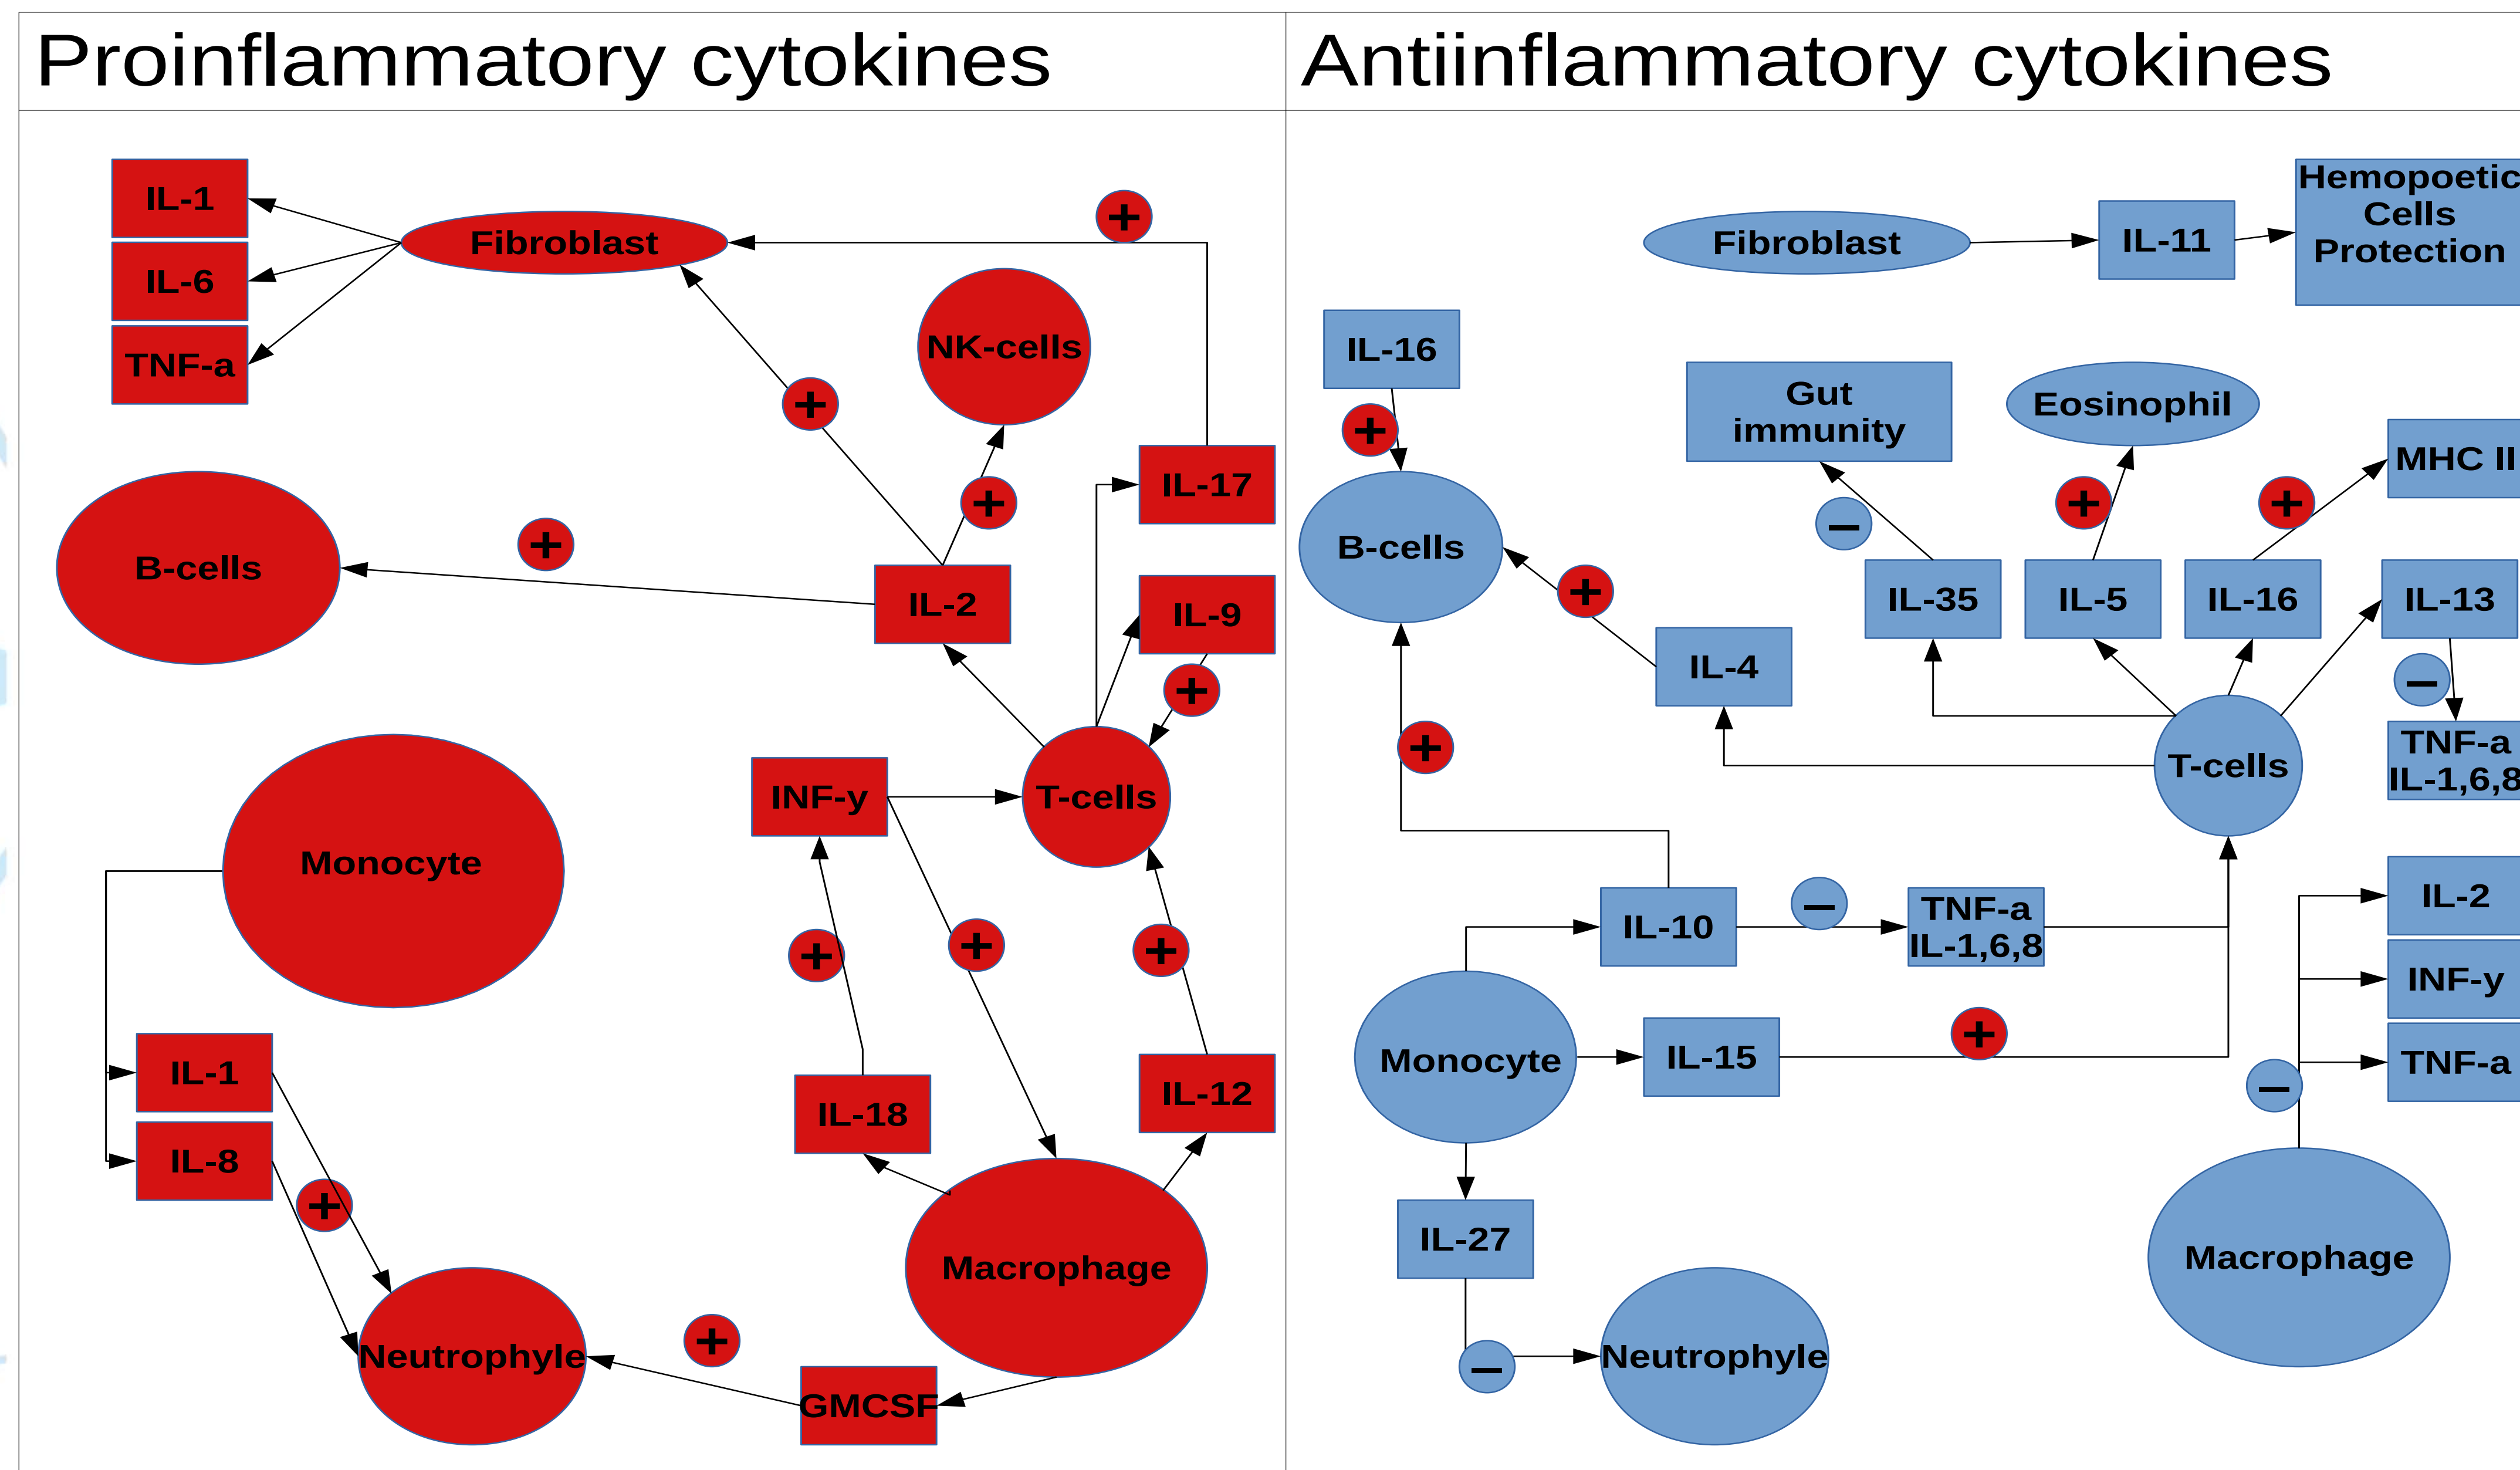 Proinflammatory cytokines
Antiinflammatory cytokines
IL-1
IL-6
TNF-a
Fibroblast
+
NK-cells
+
IL-17
+
B-cells
+
IL-2
IL-9
+
INF-y
T-cells
Monocyte
+
+
+
IL-1
IL-8
+
IL-18
IL-12
Macrophage
Neutrophyle
+
GMCSF
Fibroblast
IL-11
Hemopoetic
Cells
Protection
IL-16
+
Gut
immunity
Eosinophil
MHC II
–
+
+
B-cells
+
IL-35
IL-5
IL-16
IL-13
IL-4
–
+
T-cells
TNF-a
IL-1,6,8
IL-10
–
TNF-a
IL-1,6,8
IL-2
INF-y
TNF-a
Monocyte
IL-15
+
–
IL-27
Macrophage
–
Neutrophyle